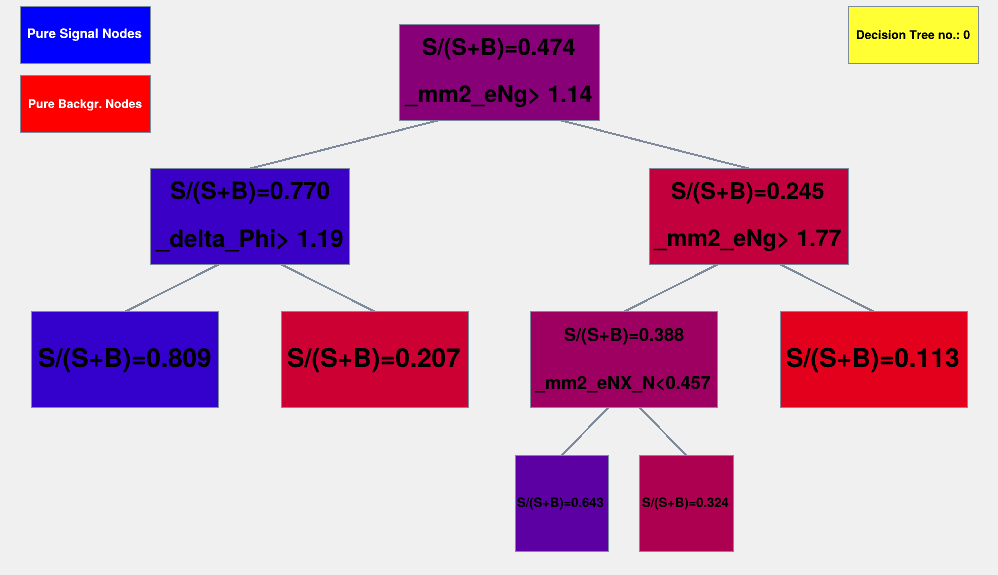 Pure Signal Nodes
Pure Backgr. Nodes
Decision Tree no.: 0
S/(S+B)=0.474
_mm2_eNg> 1.14
S/(S+B)=0.770
_delta_Phi> 1.19
S/(S+B)=0.245
_mm2_eNg> 1.77
S/(S+B)=0.809
S/(S+B)=0.207
S/(S+B)=0.388
_mm2_eNX_N<0.457
S/(S+B)=0.113
S/(S+B)=0.643
S/(S+B)=0.324